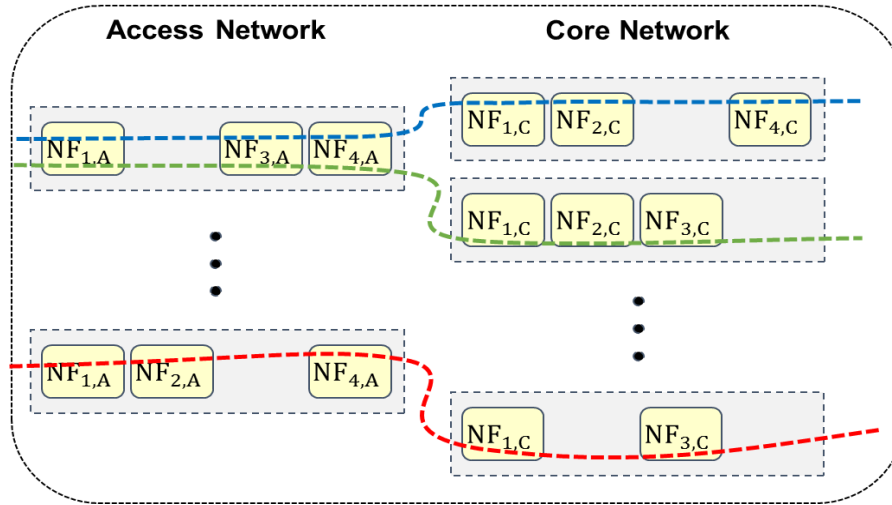 Access Network
Core Network
NF1,A NF3,A NF4,A
NF1,C NF2,C NF4,C
NF1,C NF2,C NF3,C
NF1,A NF2,A NF4,A
NF1,C NF3,C